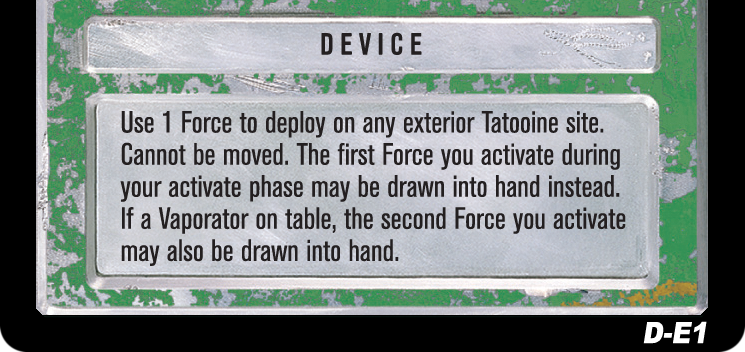 DEVICE
Use 1 Force to deploy on any exterior Tatooine site.
Cannot be moved. The first Force you activate during
your activate phase may be drawn into hand instead.
If a Vaporator on table, the second Force you activate
may also be drawn into hand.
D-E1